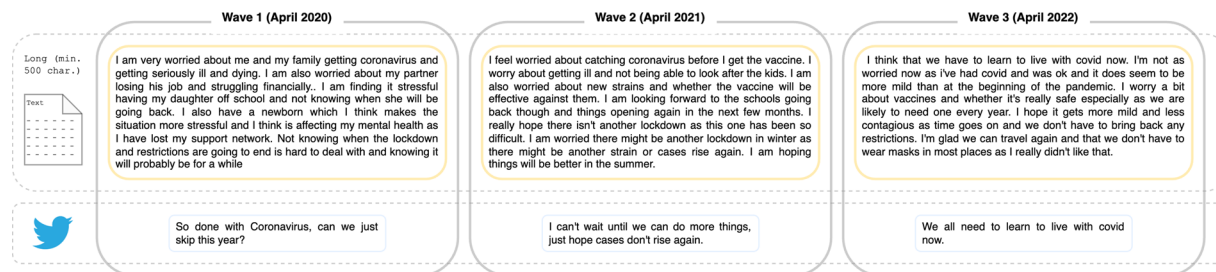 Wave 1 (April 2020)
Wave 2 (April 2021)
Wave 3 (April 2022)
Long (min.
500 char.)
Text
I am very worried about me and my family getting coronavirus and
getting seriously ill and dying. I am also worried about my partner
losing his job and struggling financially.. I am finding it stressful
having my daughter off school and not knowing when she will be
going back. I also have a newborn which I think makes the
situation more stressful and I think is affecting my mental health as
I have lost my support network. Not knowing when the lockdown
and restrictions are going to end is hard to deal with and knowing it
will probably be for a while
I feel worried about catching coronavirus before I get the vaccine. I
worry about getting ill and not being able to look after the kids. I am
also worried about new strains and whether the vaccine will be
effective against them. I am looking forward to the schools going
back though and things opening again in the next few months. I
really hope there isn't another lockdown as this one has been so
difficult. I am worried there might be another lockdown in winter as
there might be another strain or cases rise again. I am hoping
things will be better in the summer.
I think that we have to learn to live with covid now. I'm not as
worried now as i've had covid and was ok and it does seem to be
more mild than at the beginning of the pandemic. I worry a bit
about vaccines and whether it's really safe especially as we are
likely to need one every year. I hope it gets more mild and less
contagious as time goes on and we don't have to bring back any
restrictions. I'm glad we can travel again and that we don't have to
wear masks in most places as I really didn't like that.
So done with Coronavirus, can we just
skip this year?
I can't wait until we can do more things,
just hope cases don't rise again.
We all need to learn to live with covid
now.